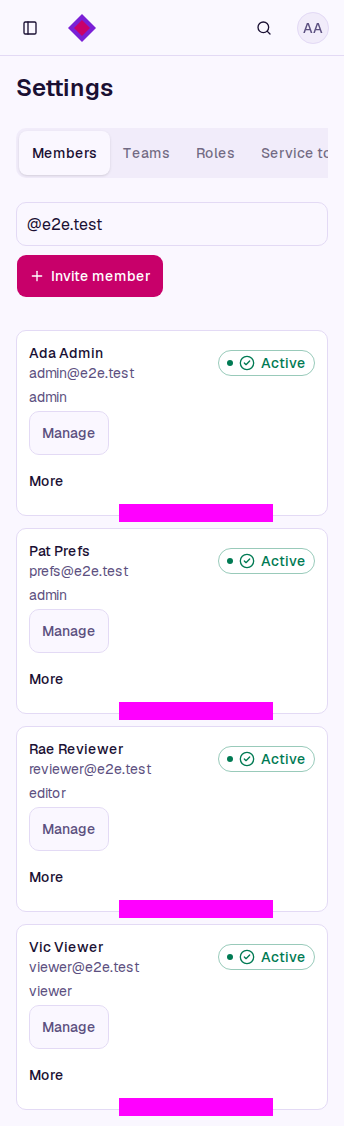 AA
Settings
Members Teams Roles Service to
@e2e.test
+ Invite member
Ada Admin
Active
admin@e2e.test
admin
Manage
More
Pat Prefs
Active
prefs@e2e.test
admin
Manage
More
Rae Reviewer
Active
reviewer@e2e.test
editor
Manage
More
Vic Viewer
Active
viewer@e2e.test
viewer
Manage
More